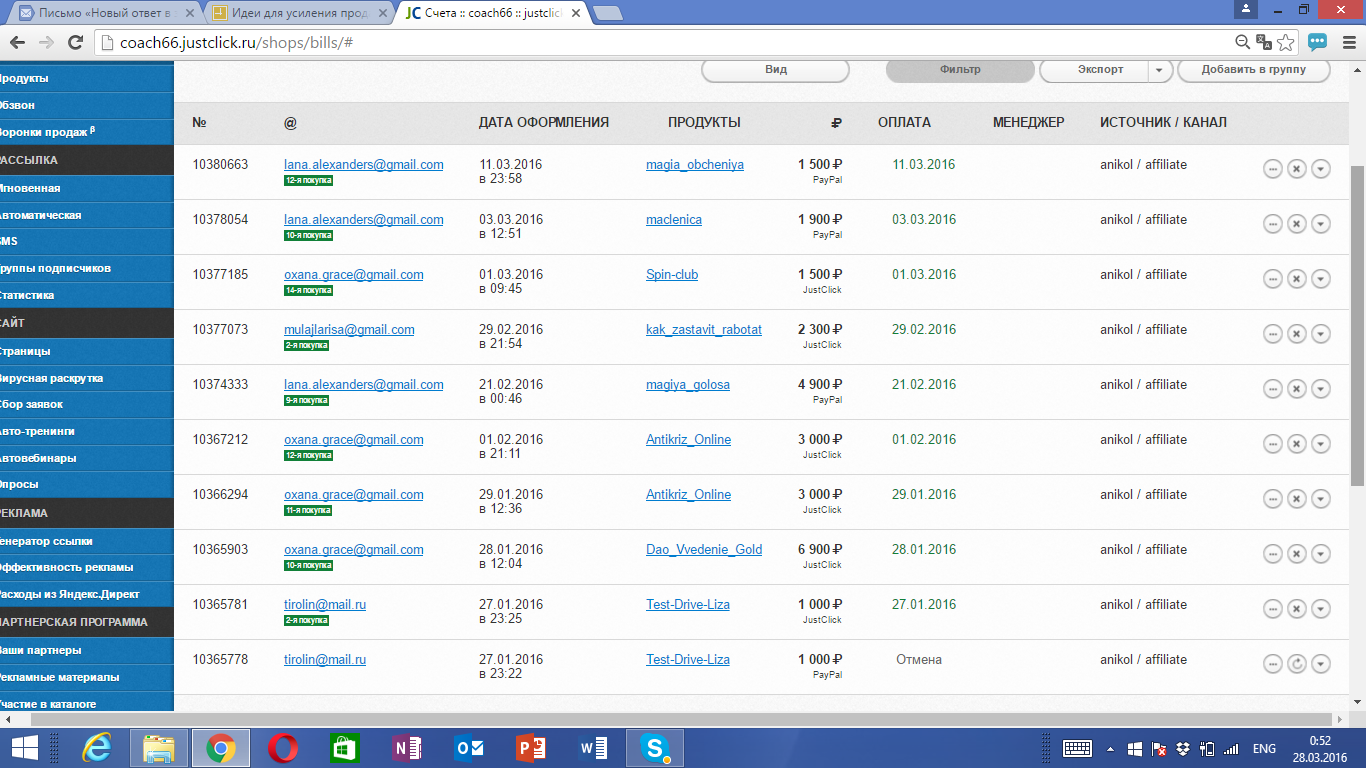 Письмо «Новый ответ в
Идеи для усиления прод
JC Счета :: coach66 :: justclic
coach66.justclick.ru/shops/bills/#
Вид
Фильтр
Экспорт
Добавить в группу
Продукты
Обзвон
Воронки продаж β
РАССЫЛКА
Мгновенная
Автоматическая
SMS
Группы подписчиков
Статистика
САЙТ
Страницы
Вирусная раскрутка
Сбор заявок
Авто-тренинги
Автовебинары
Опросы
РЕКЛАМА
Генератор ссылки
Эффективность рекламы
Расходы из Яндекс.Директ
ПАРТНЕРСКАЯ ПРОГРАММА
Ваши партнеры
Рекламные материалы
Участие в каталоге
№ @ ДАТА ОФОРМЛЕНИЯ ПРОДУКТЫ ₽ ОПЛАТА МЕНЕДЖЕР ИСТОЧНИК / КАНАЛ
10380663 lana.alexanders@gmail.com 11.03.2016 magia_obcheniya 1 500 ₽ 11.03.2016 anikol / affiliate
12-я покупка в 23:58 PayPal
10378054 lana.alexanders@gmail.com 03.03.2016 maclenica 1 900 ₽ 03.03.2016 anikol / affiliate
10-я покупка в 12:51 PayPal
10377185 oxana.grace@gmail.com 01.03.2016 Spin-club 1 500 ₽ 01.03.2016 anikol / affiliate
14-я покупка в 09:45 JustClick
10377073 mulajlarisa@gmail.com 29.02.2016 kak_zastavit_rabotat 2 300 ₽ 29.02.2016 anikol / affiliate
2-я покупка в 21:54 JustClick
10374333 lana.alexanders@gmail.com 21.02.2016 magiya_golosa 4 900 ₽ 21.02.2016 anikol / affiliate
9-я покупка в 00:46 PayPal
10367212 oxana.grace@gmail.com 01.02.2016 Antikriz_Online 3 000 ₽ 01.02.2016 anikol / affiliate
12-я покупка в 21:11 JustClick
10366294 oxana.grace@gmail.com 29.01.2016 Antikriz_Online 3 000 ₽ 29.01.2016 anikol / affiliate
11-я покупка в 12:36 JustClick
10365903 oxana.grace@gmail.com 28.01.2016 Dao_Vvedenie_Gold 6 900 ₽ 28.01.2016 anikol / affiliate
10-я покупка в 12:04 JustClick
10365781 tirolin@mail.ru 27.01.2016 Test-Drive-Liza 1 000 ₽ 27.01.2016 anikol / affiliate
2-я покупка в 23:25 JustClick
10365778 tirolin@mail.ru 27.01.2016 Test-Drive-Liza 1 000 ₽ Отмена anikol / affiliate
в 23:22 PayPal
ENG
0:52
28.03.2016